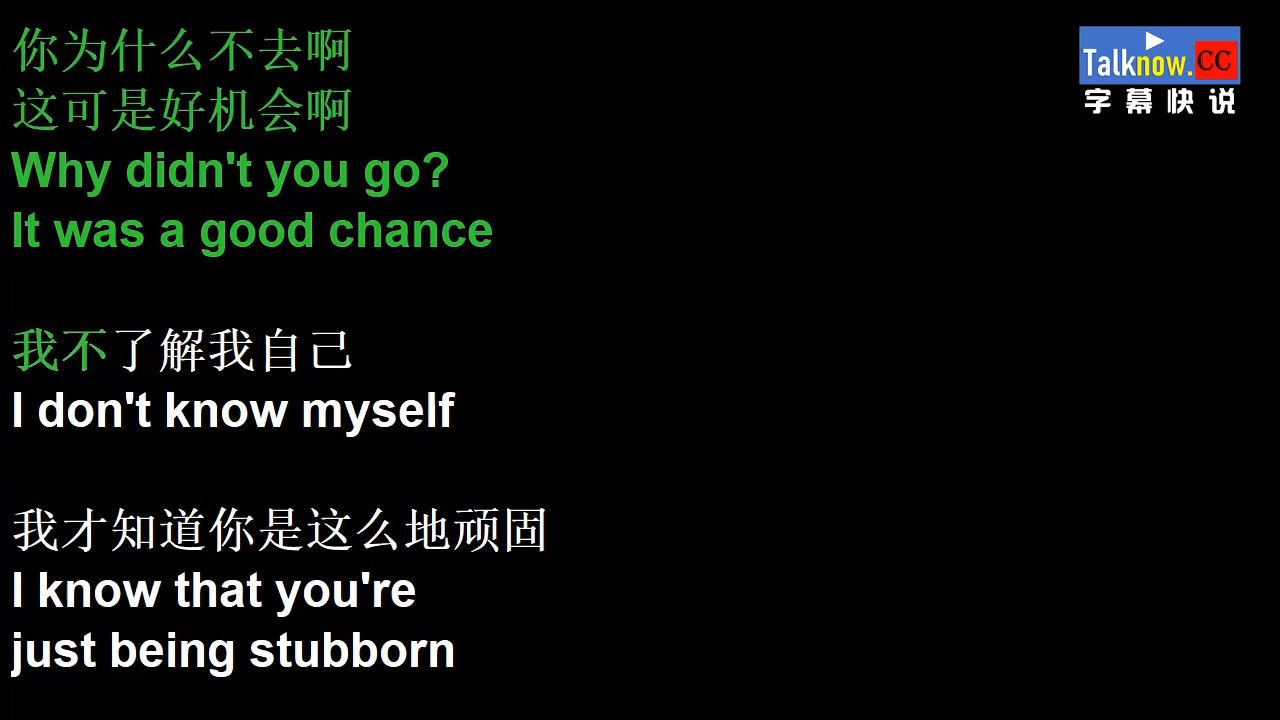 你为什么不去啊
这可是好机会啊
Why didn't you go?
It was a good chance
我不了解我自己
I don't know myself
我才知道你是这么地顽固
I know that you're
just being stubborn
Talknow.CC
字幕快说